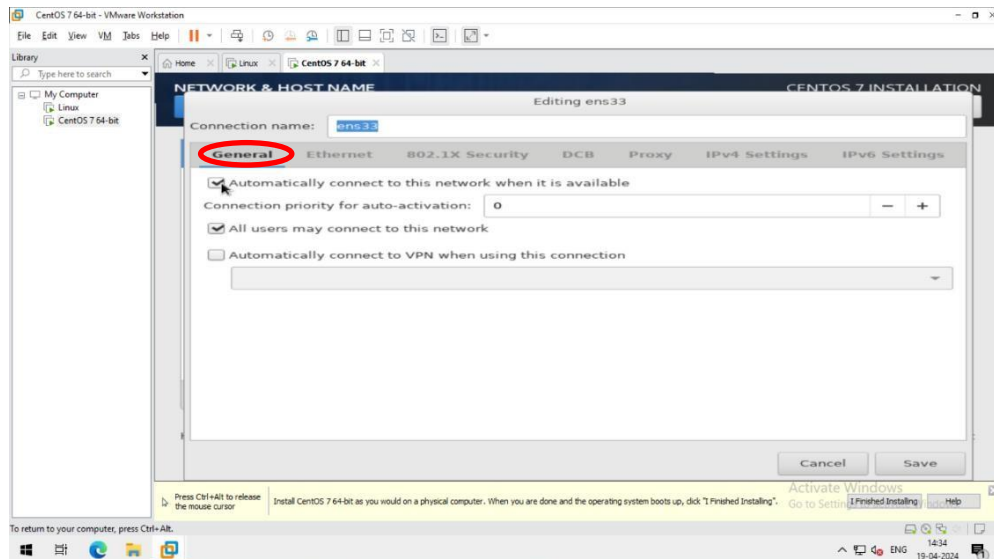 CentOS 7 64-bit - VMware Workstation
File Edit View VM Tabs Help
Library
Type here to search
My Computer
Linux
CentOS 7 64-bit
Home Linux CentOS 7 64-bit
NETWORK & HOST NAME CENTOS 7 INSTALLATION
Editing ens33
Connection name: ens33
General Ethernet 802.1X Security DCB Proxy IPv4 Settings IPv6 Settings
Automatically connect to this network when it is available
Connection priority for auto-activation: 0 − +
All users may connect to this network
Automatically connect to VPN when using this connection
Cancel Save
Activate Windows
Press Ctrl+Alt to release
the mouse cursor
Install CentOS 7 64-bit as you would on a physical computer. When you are done and the operating system boots up, click "I Finished Installing".
Go to Settin
I Finished Installing Help
To return to your computer, press Ctrl+Alt.
ENG 14:34
19-04-2024